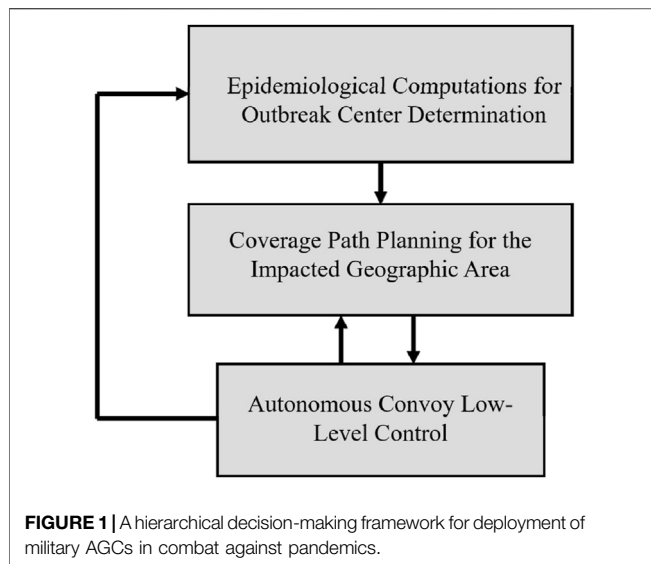 Epidemiological Computations for
Outbreak Center Determination
Coverage Path Planning for the
Impacted Geographic Area
Autonomous Convoy Low-
Level Control
FIGURE 1 | A hierarchical decision-making framework for deployment of
military AGCs in combat against pandemics.